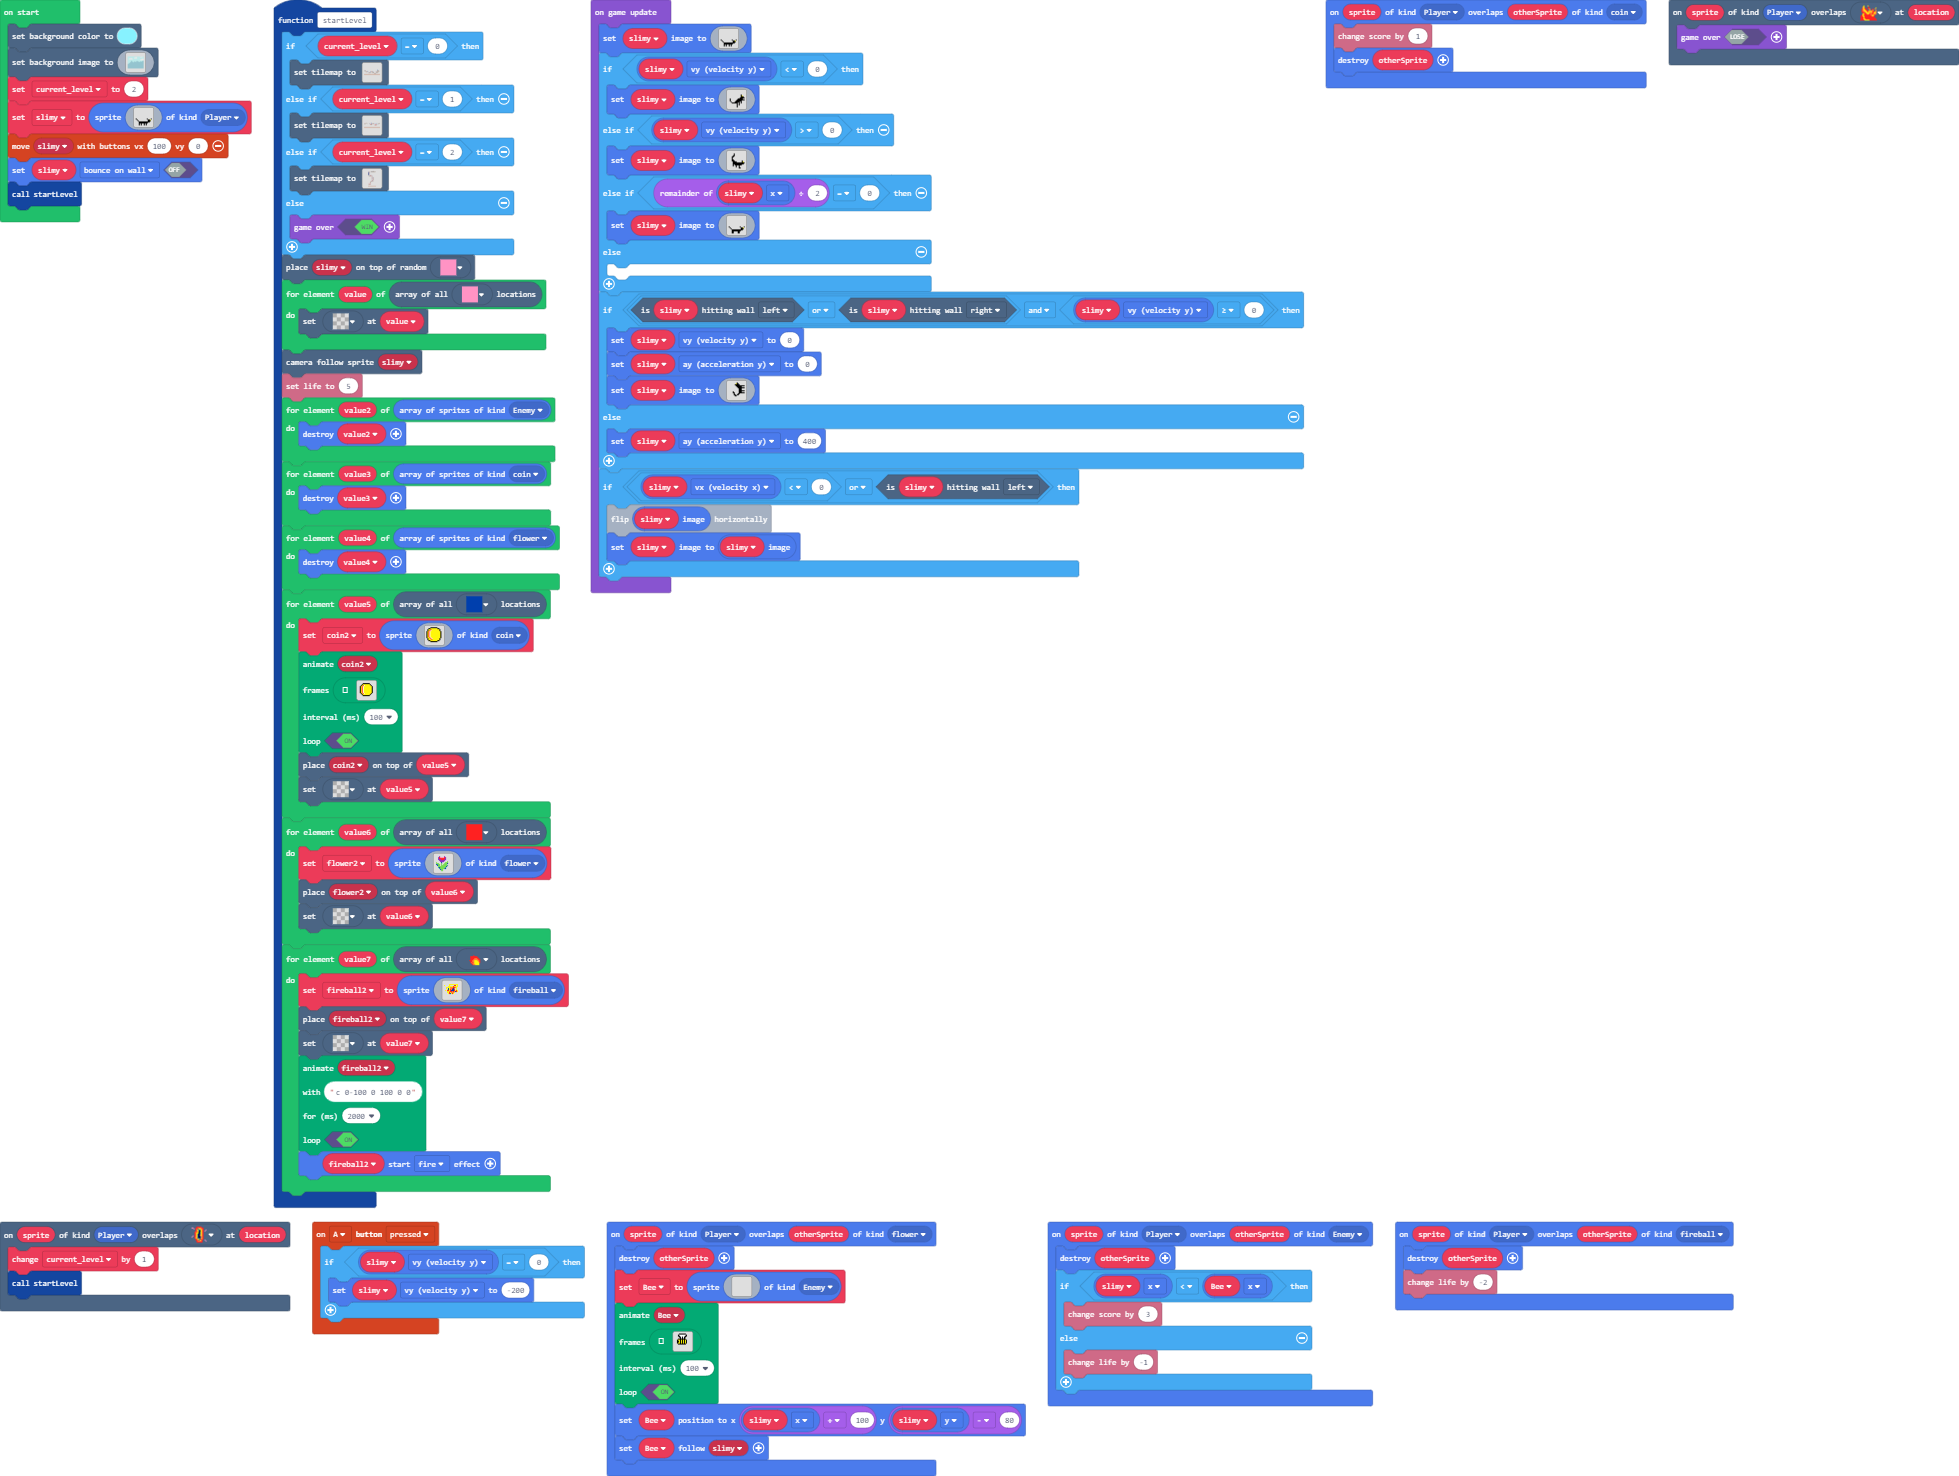 on start
set background color to
set background image to
set current_level to 2
set slimy to sprite of kind Player
move slimy with buttons vx 100 vy 0
set slimy bounce on wall OFF
call startLevel
function startLevel
if current_level = 0 then
set tilemap to
else if current_level = 1 then
set tilemap to
else if current_level = 2 then
set tilemap to
else
game over WIN
place slimy on top of random
for element value of array of all locations
do set at value
camera follow sprite slimy
set life to 5
for element value2 of array of sprites of kind Enemy
do destroy value2
for element value3 of array of sprites of kind coin
do destroy value3
for element value4 of array of sprites of kind flower
do destroy value4
for element value5 of array of all locations
do set coin2 to sprite of kind coin
animate coin2
frames
interval (ms) 100
loop ON
place coin2 on top of value5
set at value5
for element value6 of array of all locations
do set flower2 to sprite of kind flower
place flower2 on top of value6
set at value6
for element value7 of array of all locations
do set fireball2 to sprite of kind fireball
place fireball2 on top of value7
set at value7
animate fireball2
with "c 0-100 0 100 0 0"
for (ms) 2000
loop ON
fireball2 start fire effect
on game update
set slimy image to
if slimy vy (velocity y) < 0 then
set slimy image to
else if slimy vy (velocity y) > 0 then
set slimy image to
else if remainder of slimy x ÷ 2 = 0 then
set slimy image to
else
if is slimy hitting wall left or is slimy hitting wall right and slimy vy (velocity y) ≥ 0 then
set slimy vy (velocity y) to 0
set slimy ay (acceleration y) to 0
set slimy image to
else
set slimy ay (acceleration y) to 400
if slimy vx (velocity x) < 0 or is slimy hitting wall left then
flip slimy image horizontally
set slimy image to slimy image
on sprite of kind Player overlaps otherSprite of kind coin
change score by 1
destroy otherSprite
on sprite of kind Player overlaps at location
game over LOSE
on sprite of kind Player overlaps at location
change current_level by 1
call startLevel
on A button pressed
if slimy vy (velocity y) = 0 then
set slimy vy (velocity y) to -200
on sprite of kind Player overlaps otherSprite of kind flower
destroy otherSprite
set Bee to sprite of kind Enemy
animate Bee
frames
interval (ms) 100
loop ON
set Bee position to x slimy x + 100 y slimy y - 80
set Bee follow slimy
on sprite of kind Player overlaps otherSprite of kind Enemy
destroy otherSprite
if slimy x < Bee x then
change score by 3
else
change life by -1
on sprite of kind Player overlaps otherSprite of kind fireball
destroy otherSprite
change life by -2